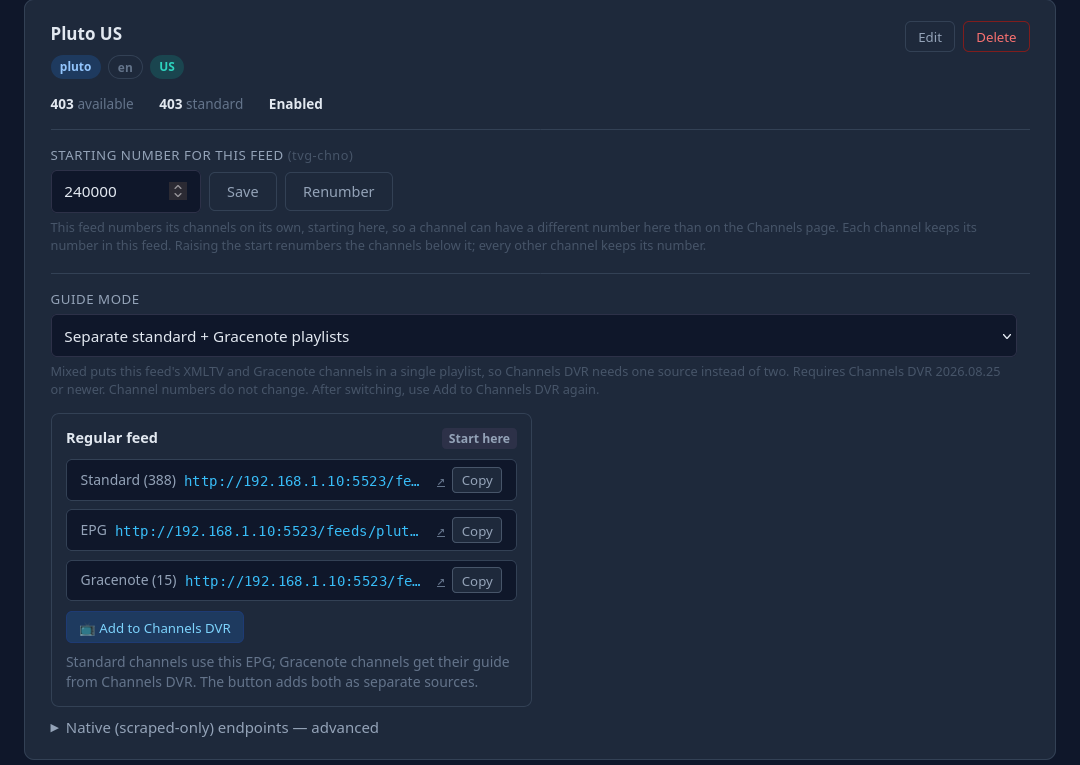 Pluto US
Edit
Delete
pluto
en
US
403 available
403 standard
Enabled
STARTING NUMBER FOR THIS FEED (tvg-chno)
240000
Save
Renumber
This feed numbers its channels on its own, starting here, so a channel can have a different number here than on the Channels page. Each channel keeps its
number in this feed. Raising the start renumbers the channels below it; every other channel keeps its number.
GUIDE MODE
Separate standard + Gracenote playlists
Mixed puts this feed's XMLTV and Gracenote channels in a single playlist, so Channels DVR needs one source instead of two. Requires Channels DVR 2026.08.25
or newer. Channel numbers do not change. After switching, use Add to Channels DVR again.
Regular feed
Start here
Standard (388) http://192.168.1.10:5523/fe… ↗ Copy
EPG http://192.168.1.10:5523/feeds/plut… ↗ Copy
Gracenote (15) http://192.168.1.10:5523/fe… ↗ Copy
📺 Add to Channels DVR
Standard channels use this EPG; Gracenote channels get their guide
from Channels DVR. The button adds both as separate sources.
▶ Native (scraped-only) endpoints — advanced